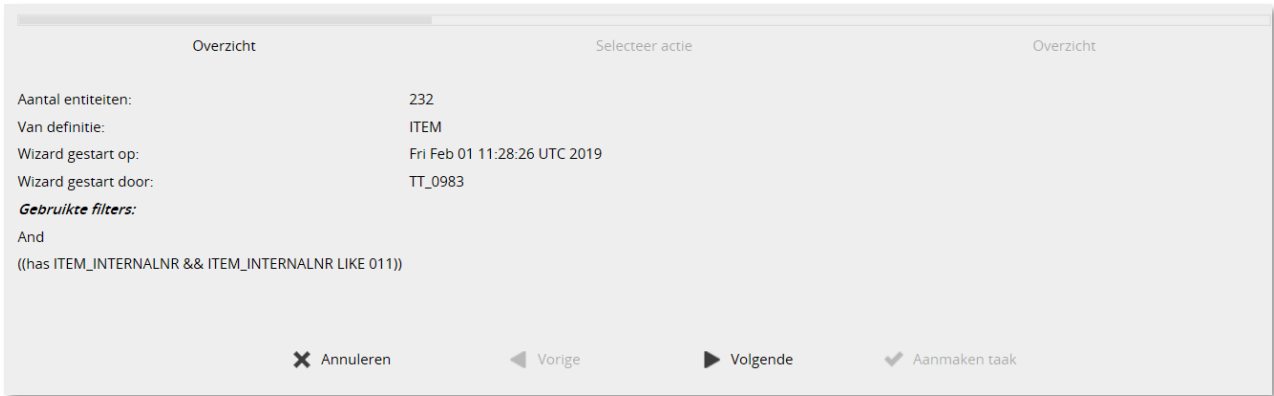 Overzicht Selecteer actie Overzicht
Aantal entiteiten: 232
Van definitie: ITEM
Wizard gestart op: Fri Feb 01 11:28:26 UTC 2019
Wizard gestart door: TT_0983
Gebruikte filters:
And
((has ITEM_INTERNALNR && ITEM_INTERNALNR LIKE 011))
Annuleren Vorige Volgende Aanmaken taak